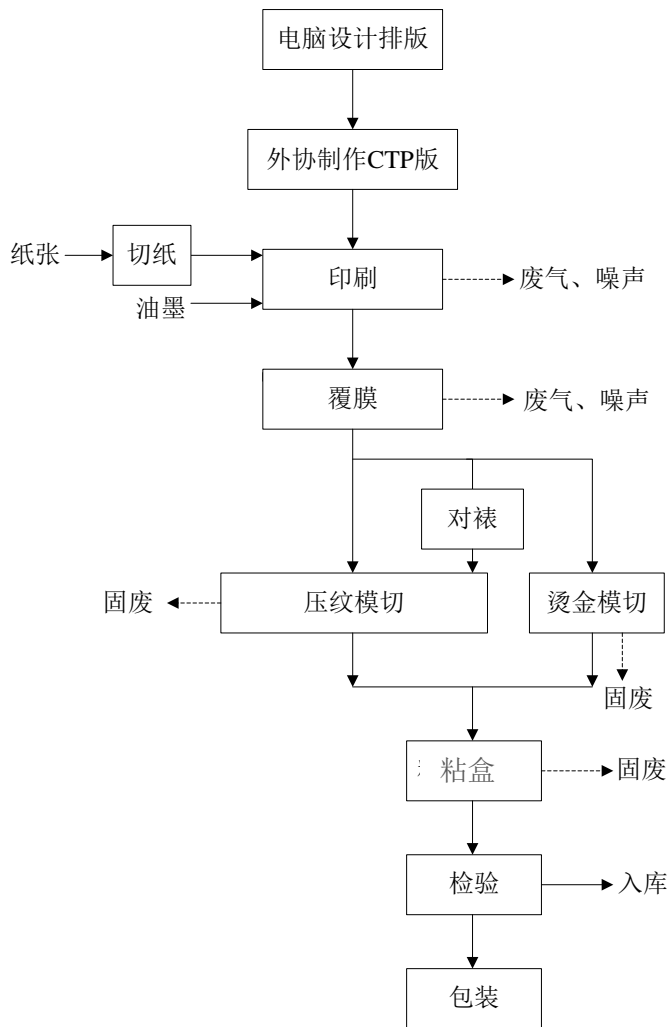 电脑设计排版
外协制作CTP版
纸张
切纸
印刷
废气、噪声
油墨
覆膜
废气、噪声
对裱
固废
压纹模切
烫金模切
固废
粘盒
固废
检验
入库
包装